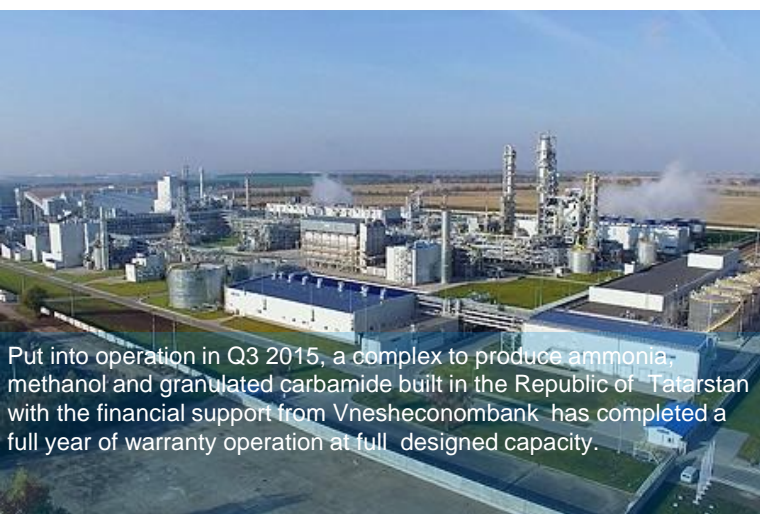 Put into operation in Q3 2015, a complex to produce ammonia,
methanol and granulated carbamide built in the Republic of Tatarstan
with the financial support from Vnesheconombank has completed a
full year of warranty operation at full designed capacity.